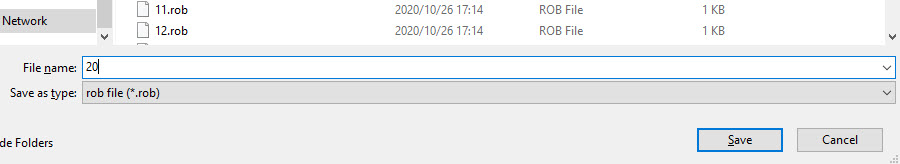 11.rob 2020/10/26 17:14 ROB File 1 KB
Network
12.rob 2020/10/26 17:14 ROB File 1 KB
File name: 20
Save as type: rob file (*.rob)
de Folders
Save Cancel